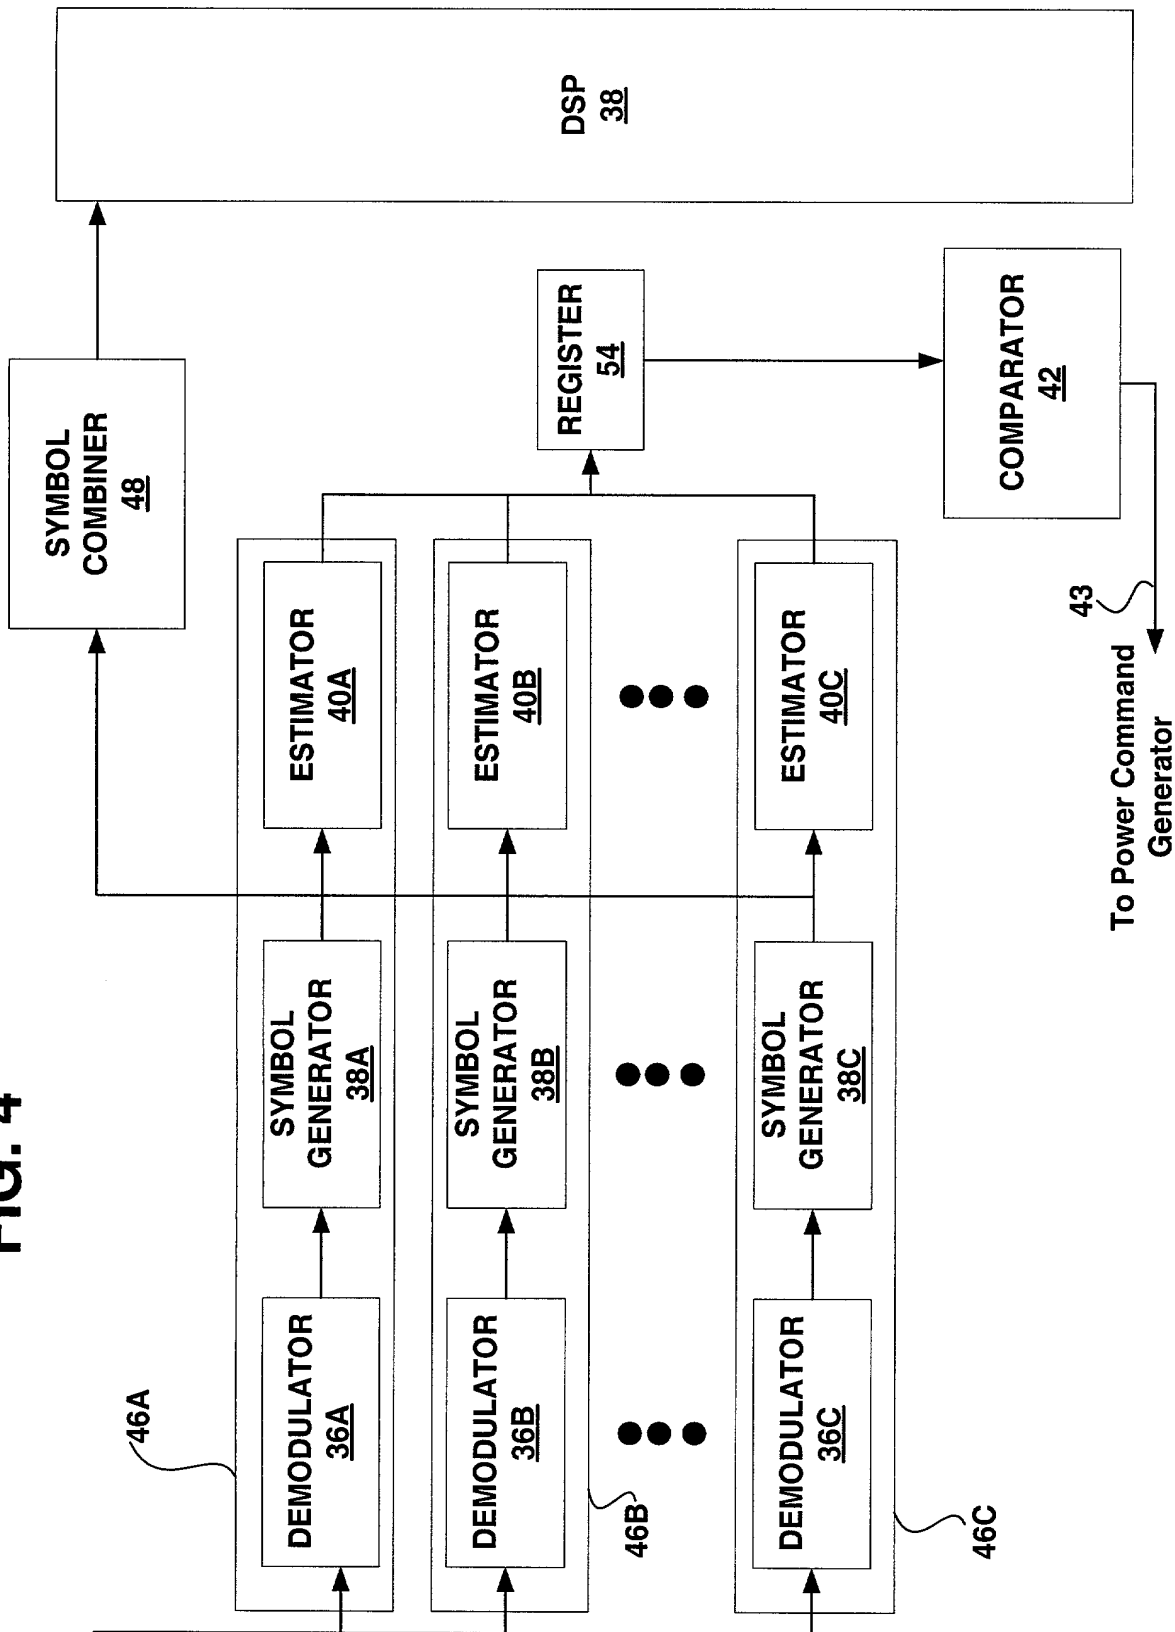 FIG. 4
46A
DEMODULATOR
36A
SYMBOL
GENERATOR
38A
ESTIMATOR
40A
SYMBOL
COMBINER
48
DSP
38
DEMODULATOR
36B
SYMBOL
GENERATOR
38B
ESTIMATOR
40B
46B
REGISTER
54
DEMODULATOR
36C
SYMBOL
GENERATOR
38C
ESTIMATOR
40C
46C
COMPARATOR
42
43
To Power Command
Generator